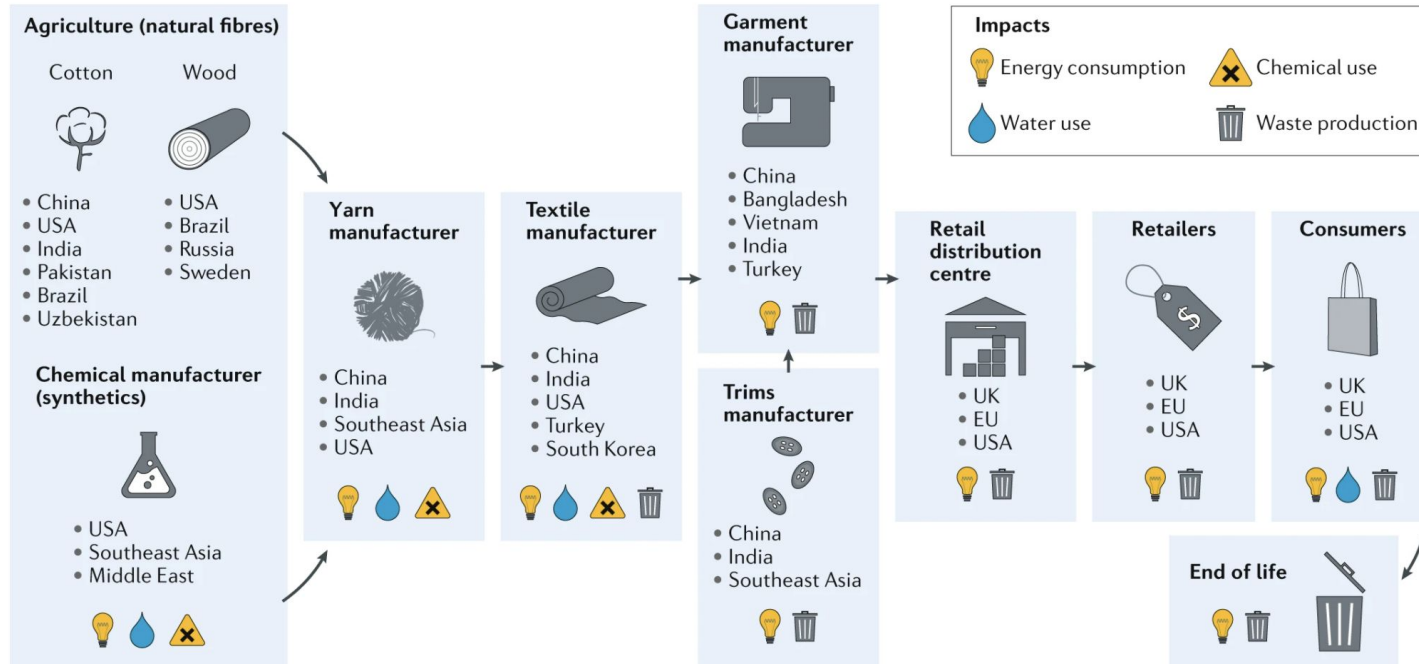 Agriculture (natural fibres)
Cotton
• China
• USA
• India
• Pakistan
• Brazil
• Uzbekistan
Wood
• USA
• Brazil
• Russia
• Sweden
Chemical manufacturer
(synthetics)
• USA
• Southeast Asia
• Middle East
Yarn
manufacturer
• China
• India
• Southeast Asia
• USA
Textile
manufacturer
• China
• India
• USA
• Turkey
• South Korea
Garment
manufacturer
• China
• Bangladesh
• Vietnam
• India
• Turkey
Trims
manufacturer
• China
• India
• Southeast Asia
Retail
distribution
centre
• UK
• EU
• USA
Retailers
$
• UK
• EU
• USA
Consumers
• UK
• EU
• USA
End of life
Impacts
Energy consumption
Chemical use
Water use
Waste production